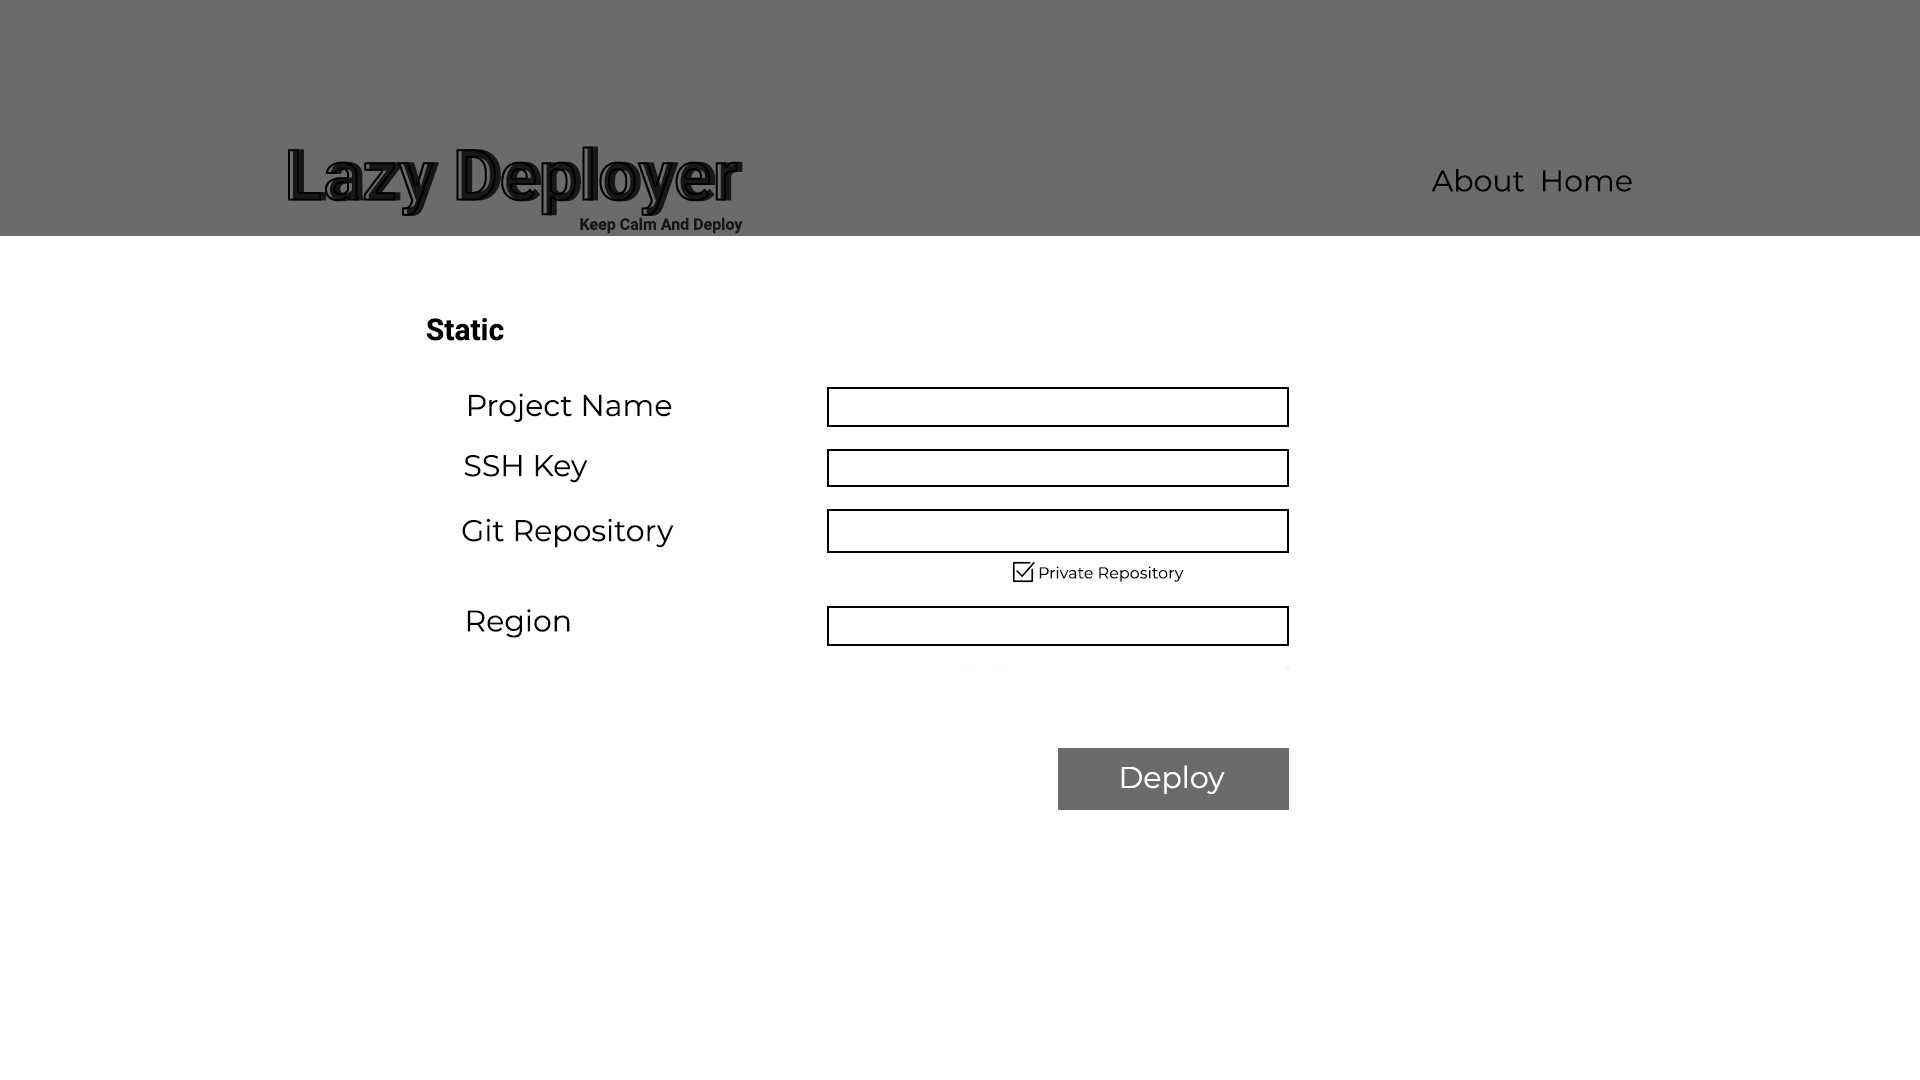 Lazy Deployer
Keep Calm And Deploy
About Home
Static
Project Name
SSH Key
Git Repository
Private Repository
Region
Deploy